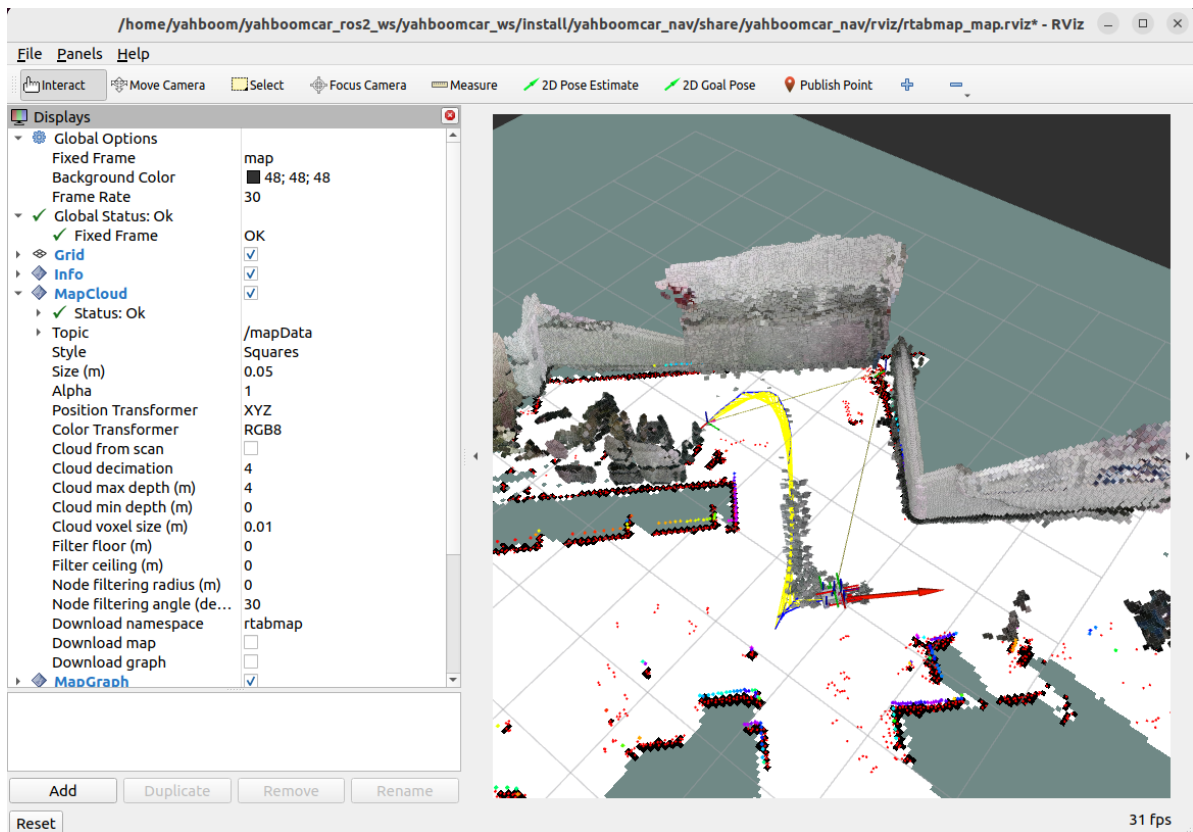 /home/yahboom/yahboomcar_ros2_ws/yahboomcar_ws/install/yahboomcar_nav/share/yahboomcar_nav/rviz/rtabmap_map.rviz* - RViz
File Panels Help
Interact Move Camera Select Focus Camera Measure 2D Pose Estimate 2D Goal Pose Publish Point
Displays
Global Options
Fixed Frame map
Background Color 48; 48; 48
Frame Rate 30
Global Status: Ok
Fixed Frame OK
Grid
Info
MapCloud
Status: Ok
Topic /mapData
Style Squares
Size (m) 0.05
Alpha 1
Position Transformer XYZ
Color Transformer RGB8
Cloud from scan
Cloud decimation 4
Cloud max depth (m) 4
Cloud min depth (m) 0
Cloud voxel size (m) 0.01
Filter floor (m) 0
Filter ceiling (m) 0
Node filtering radius (m) 0
Node filtering angle (de... 30
Download namespace rtabmap
Download map
Download graph
MapGraph
Add Duplicate Remove Rename
Reset 31 fps